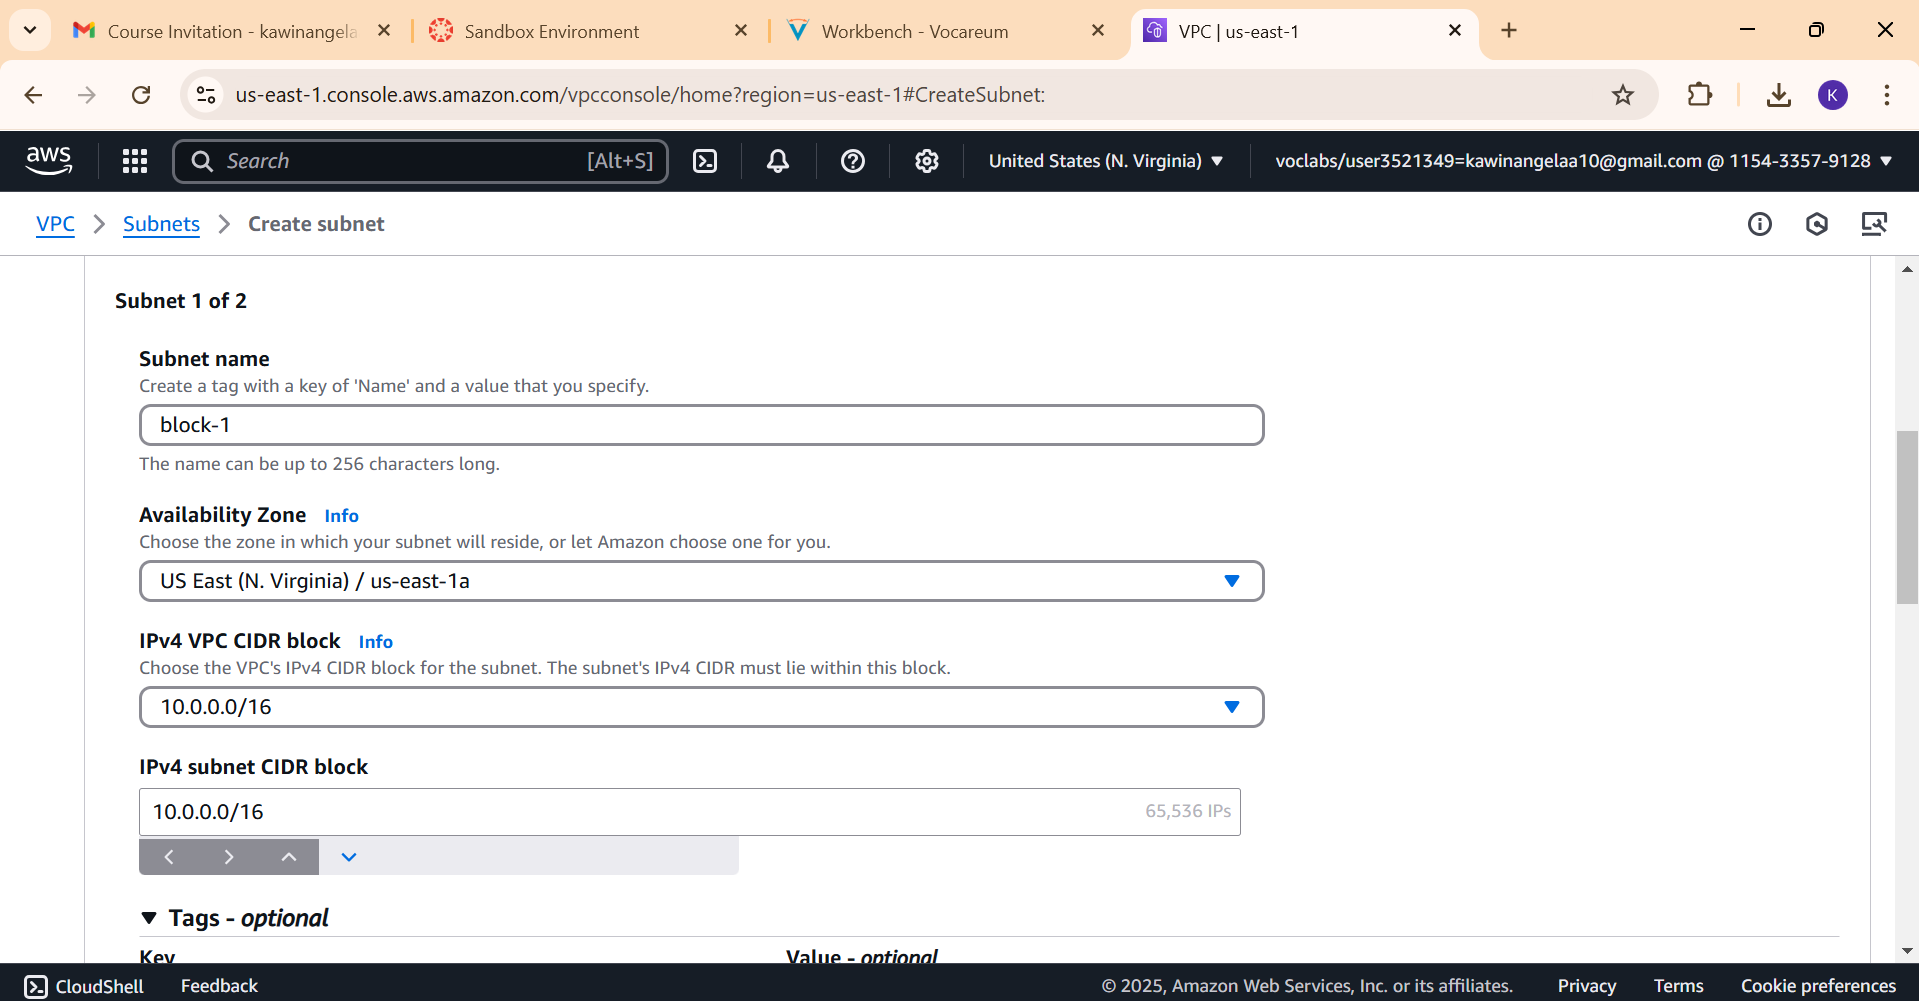 Course Invitation - kawinangela
Sandbox Environment
Workbench - Vocareum
VPC | us-east-1
us-east-1.console.aws.amazon.com/vpcconsole/home?region=us-east-1#CreateSubnet:
K
aws
Search
[Alt+S]
United States (N. Virginia)
voclabs/user3521349=kawinangelaa10@gmail.com @ 1154-3357-9128
VPC
Subnets
Create subnet
Subnet 1 of 2
Subnet name
Create a tag with a key of 'Name' and a value that you specify.
block-1
The name can be up to 256 characters long.
Availability Zone Info
Choose the zone in which your subnet will reside, or let Amazon choose one for you.
US East (N. Virginia) / us-east-1a
IPv4 VPC CIDR block Info
Choose the VPC's IPv4 CIDR block for the subnet. The subnet's IPv4 CIDR must lie within this block.
10.0.0.0/16
IPv4 subnet CIDR block
10.0.0.0/16
65,536 IPs
Tags - optional
Key
Value - optional
CloudShell
Feedback
© 2025, Amazon Web Services, Inc. or its affiliates.
Privacy
Terms
Cookie preferences